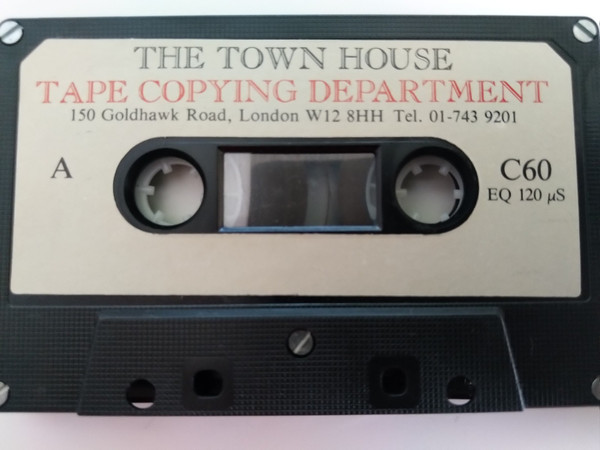 THE TOWN HOUSE
TAPE COPYING DEPARTMENT
150 Goldhawk Road, London W12 8HH Tel. 01-743 9201
A
C60
EQ 120 µS